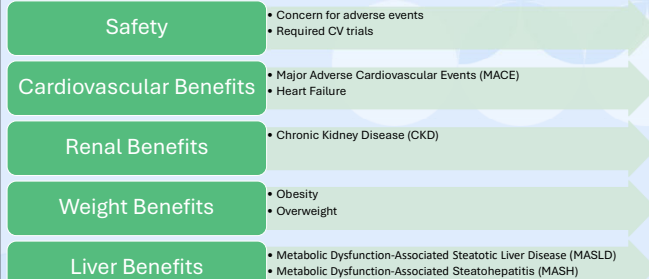 Safety
• Concern for adverse events
• Required CV trials
Cardiovascular Benefits
• Major Adverse Cardiovascular Events (MACE)
• Heart Failure
Renal Benefits
• Chronic Kidney Disease (CKD)
Weight Benefits
• Obesity
• Overweight
Liver Benefits
• Metabolic Dysfunction-Associated Steatotic Liver Disease (MASLD)
• Metabolic Dysfunction-Associated Steatohepatitis (MASH)